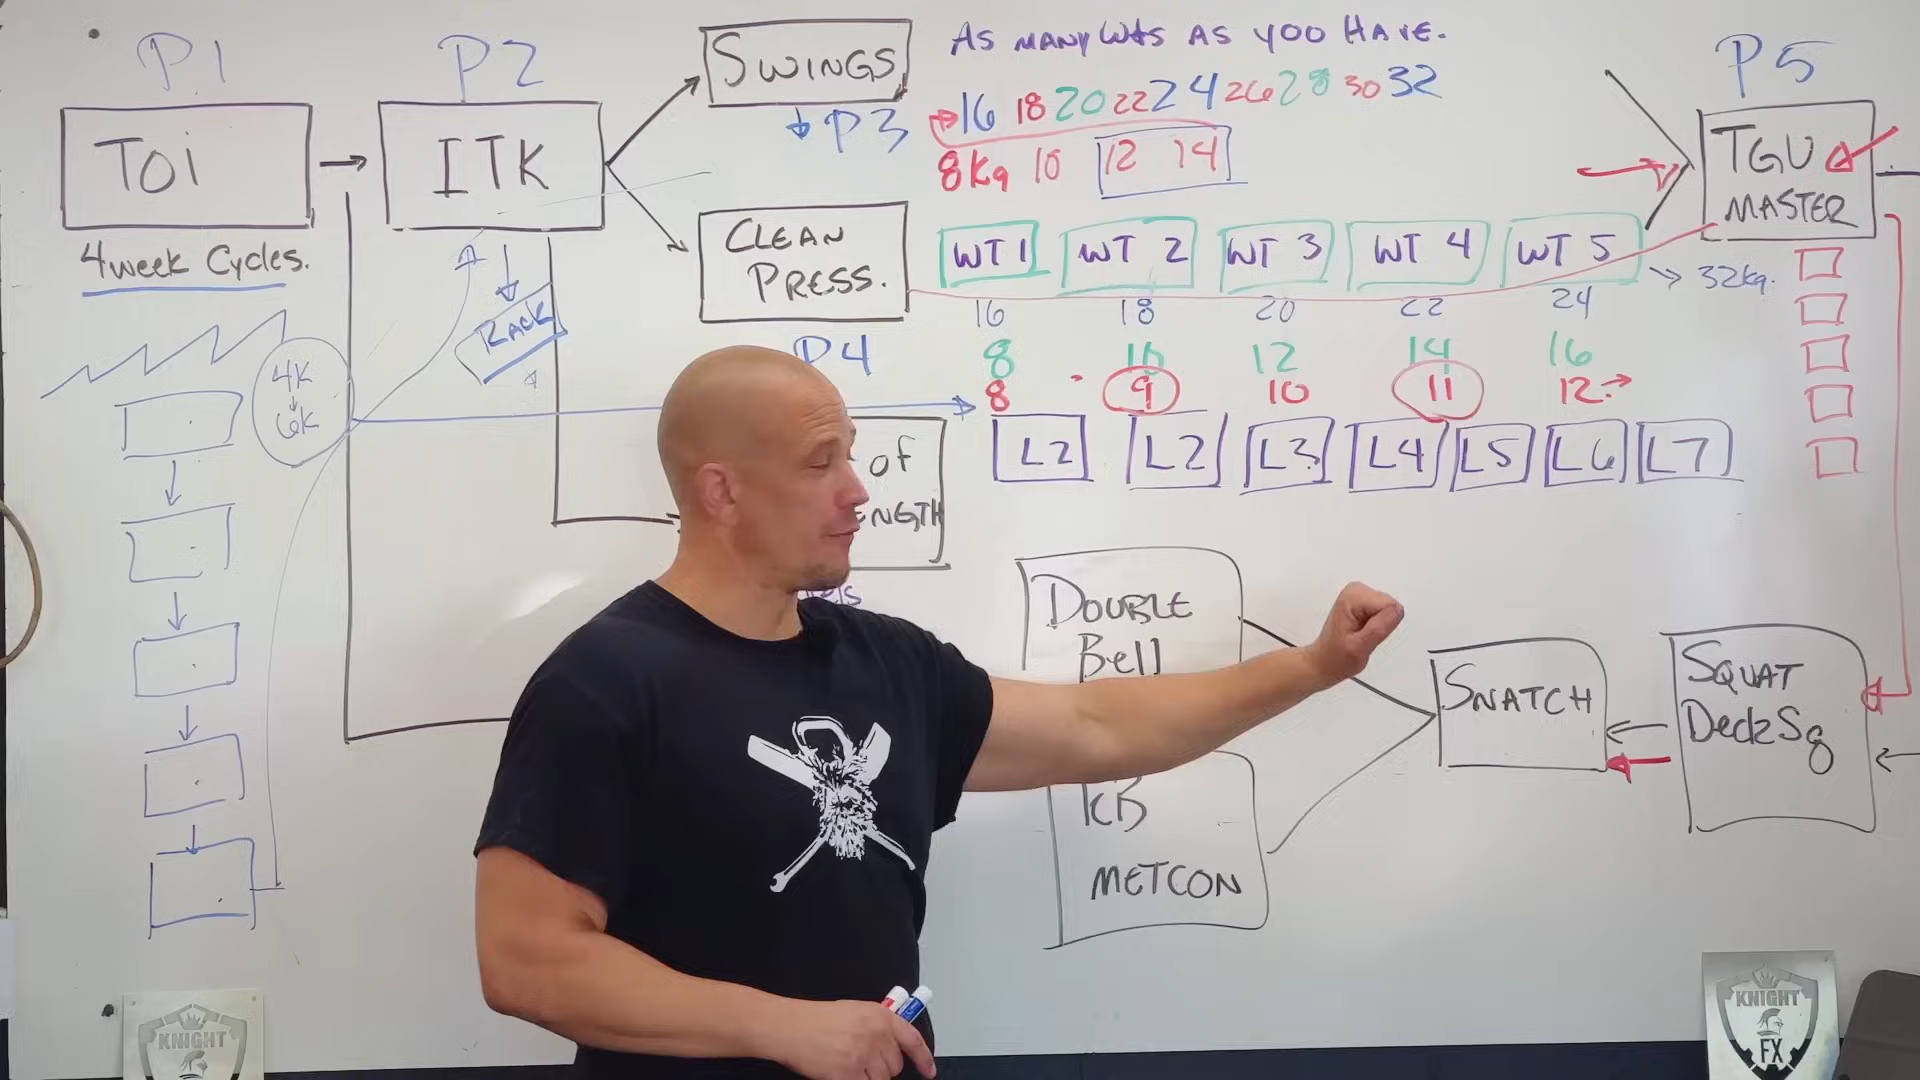 P1
P2
SWINGS
AS MANY WTS AS YOU HAVE.
P5
16 18 20 22 24 26 28 30 32
↓ P3
TOi
ITK
8Kg 10 12 14
TGU
MASTER
4week Cycles.
CLEAN
PRESS.
WT 1 WT 2 WT 3 WT 4 WT 5
→ 32kg.
16 18 20 22 24
RACK
P4
8 10 12 14 16
8 9 10 11 12
4K
↓
6K
L2 L2 L3 L4 L5 L6 L7
of
ENGTH
els
DOUBLE
Bell
SNATCH
SQUAT
DeckSq
KB
METCON
KNIGHT
KNIGHT
FX